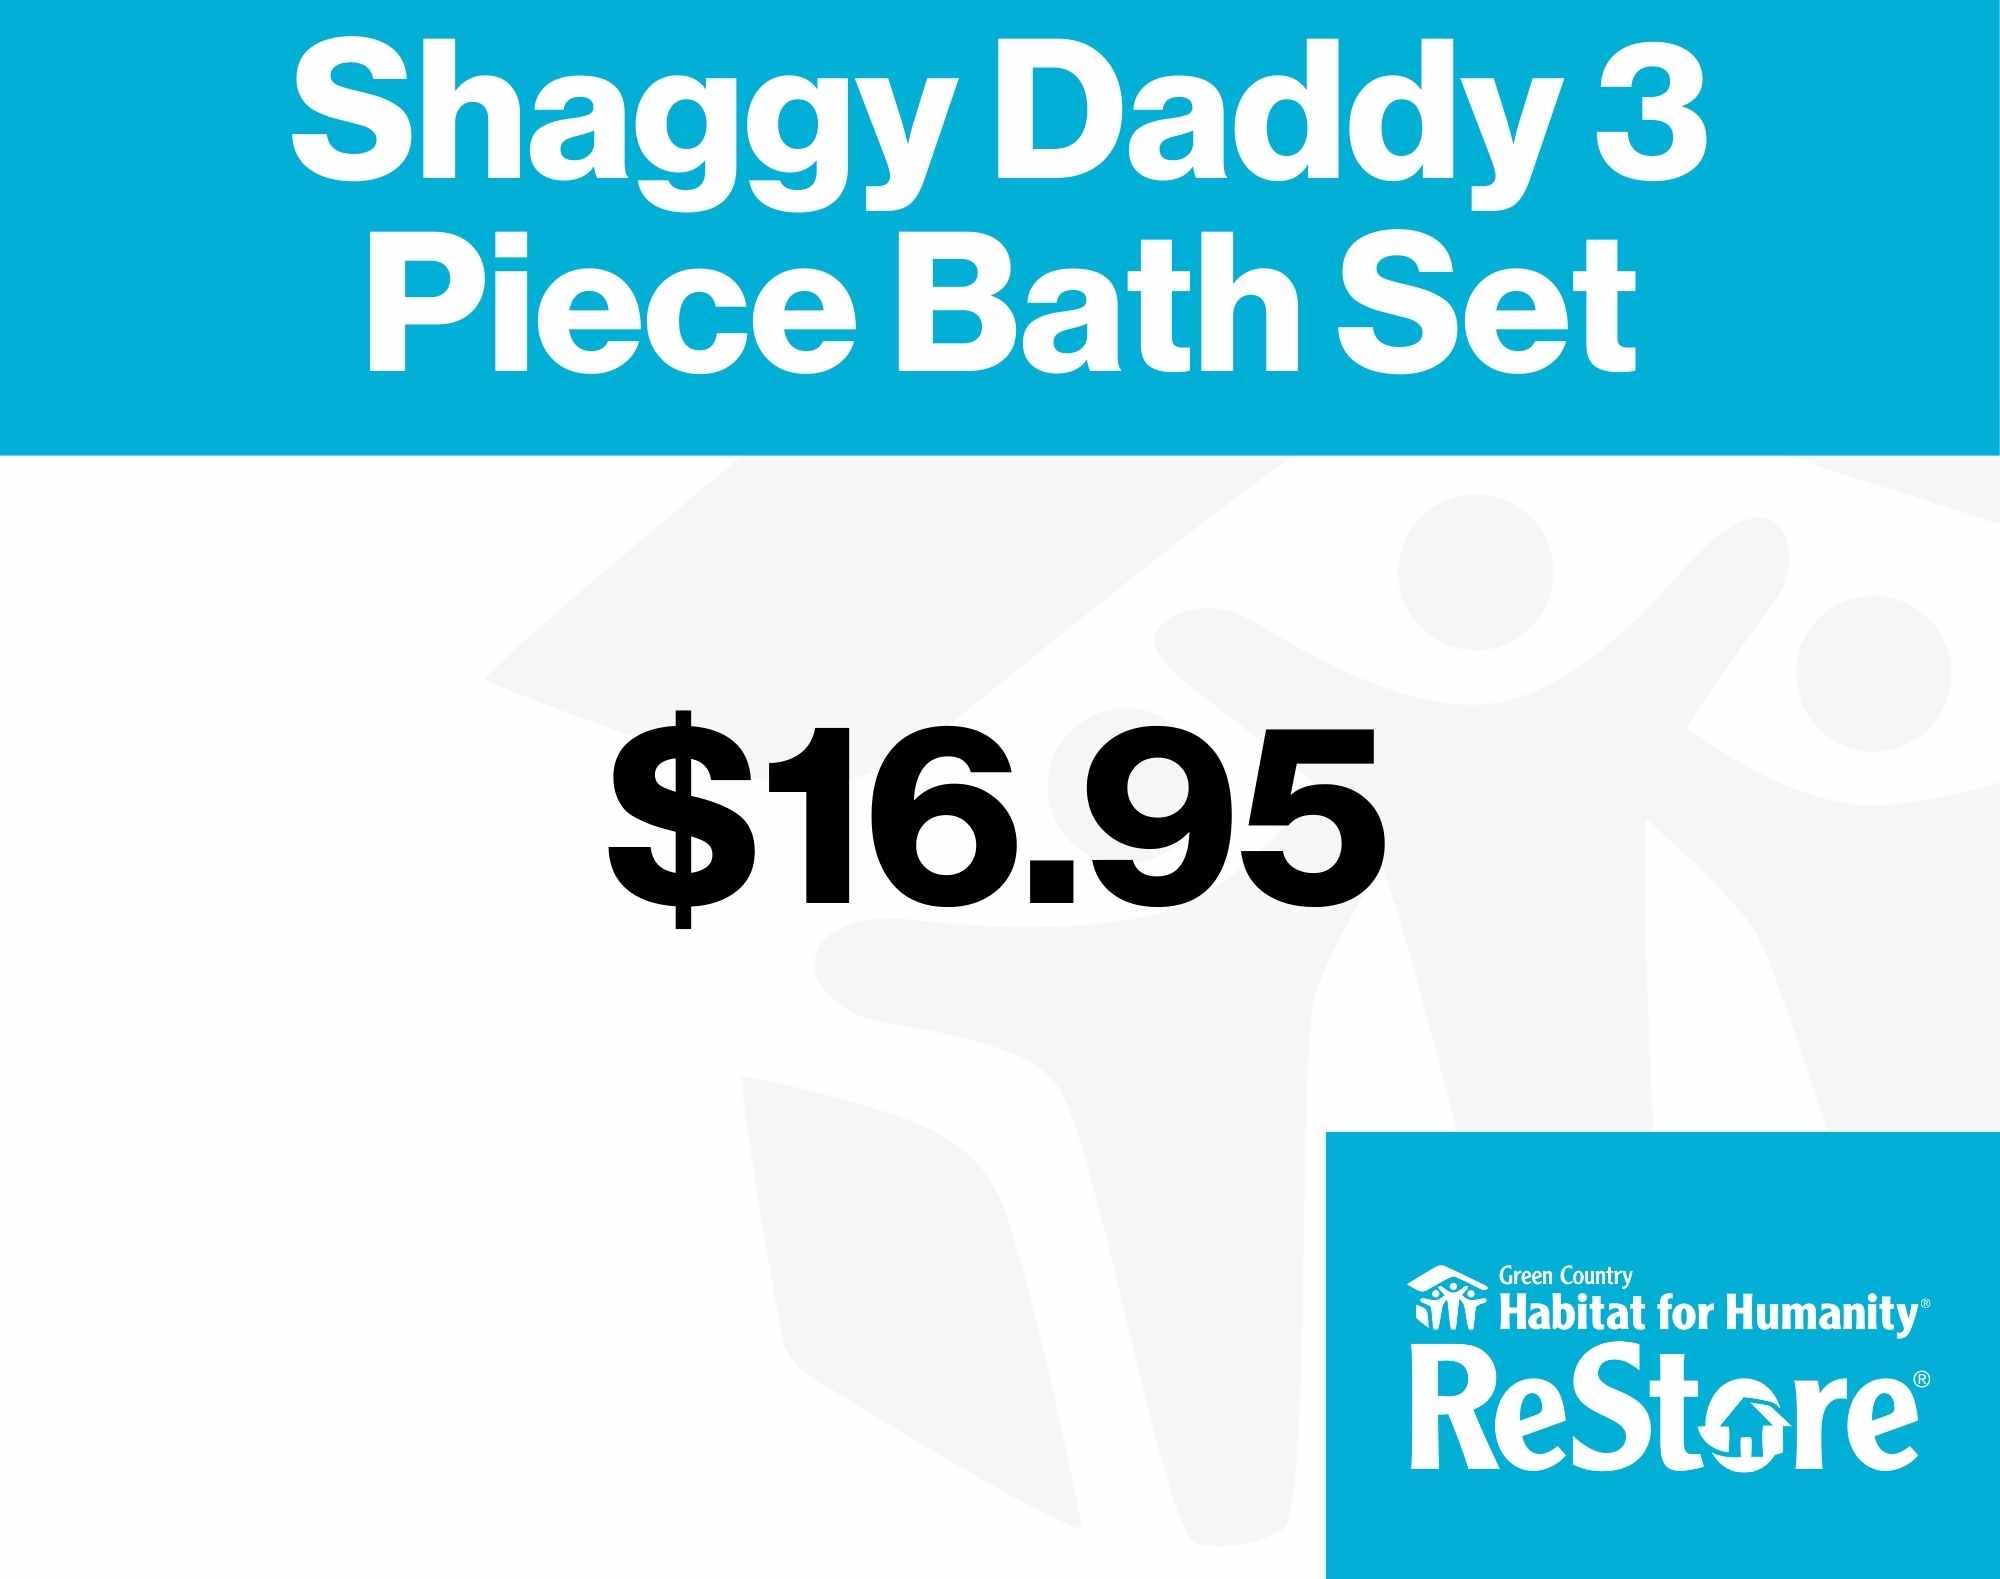 Shaggy Daddy 3
Piece Bath Set
$16.95
Green Country
Habitat for Humanity®
ReStore®